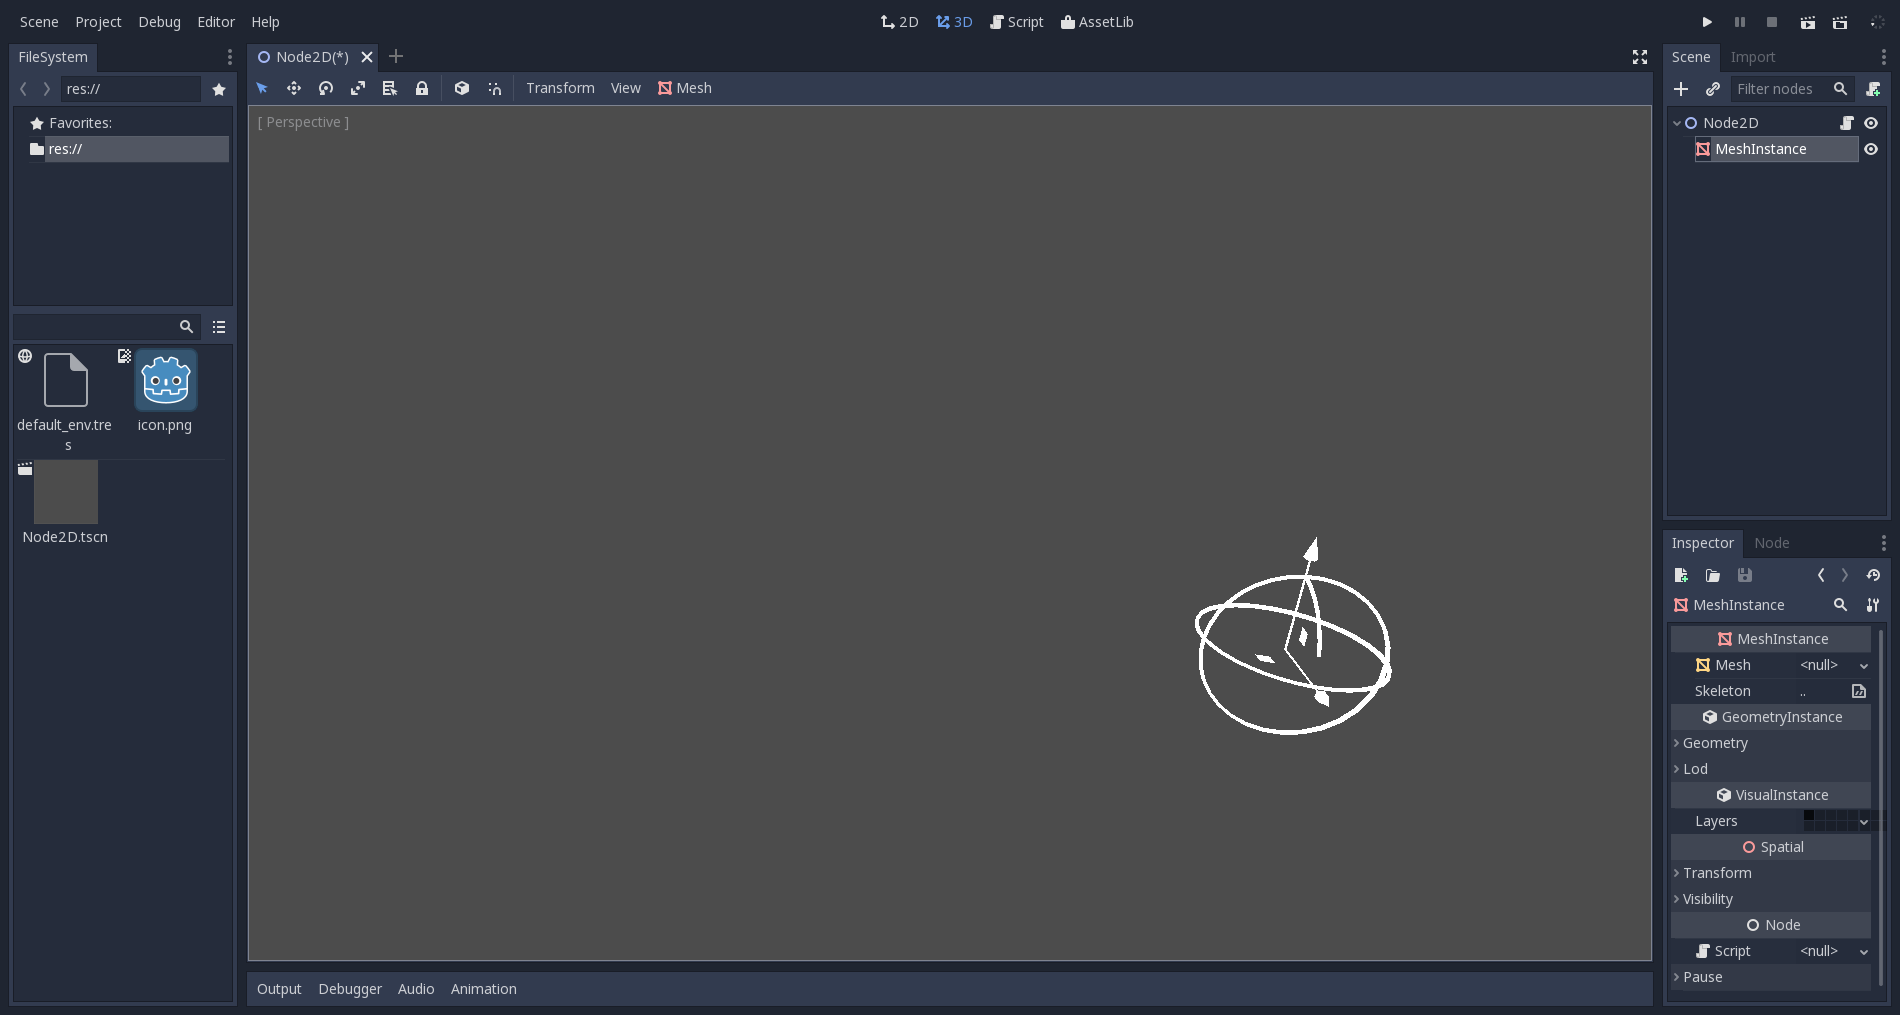 Scene Project Debug Editor Help
2D 3D Script AssetLib
FileSystem
res://
Favorites:
res://
default_env.tre
s
icon.png
Node2D.tscn
Node2D(*)
Transform View Mesh
[ Perspective ]
Output Debugger Audio Animation
Scene Import
Filter nodes
Node2D
MeshInstance
Inspector Node
MeshInstance
MeshInstance
Mesh <null>
Skeleton ..
GeometryInstance
Geometry
Lod
VisualInstance
Layers
Spatial
Transform
Visibility
Node
Script <null>
Pause